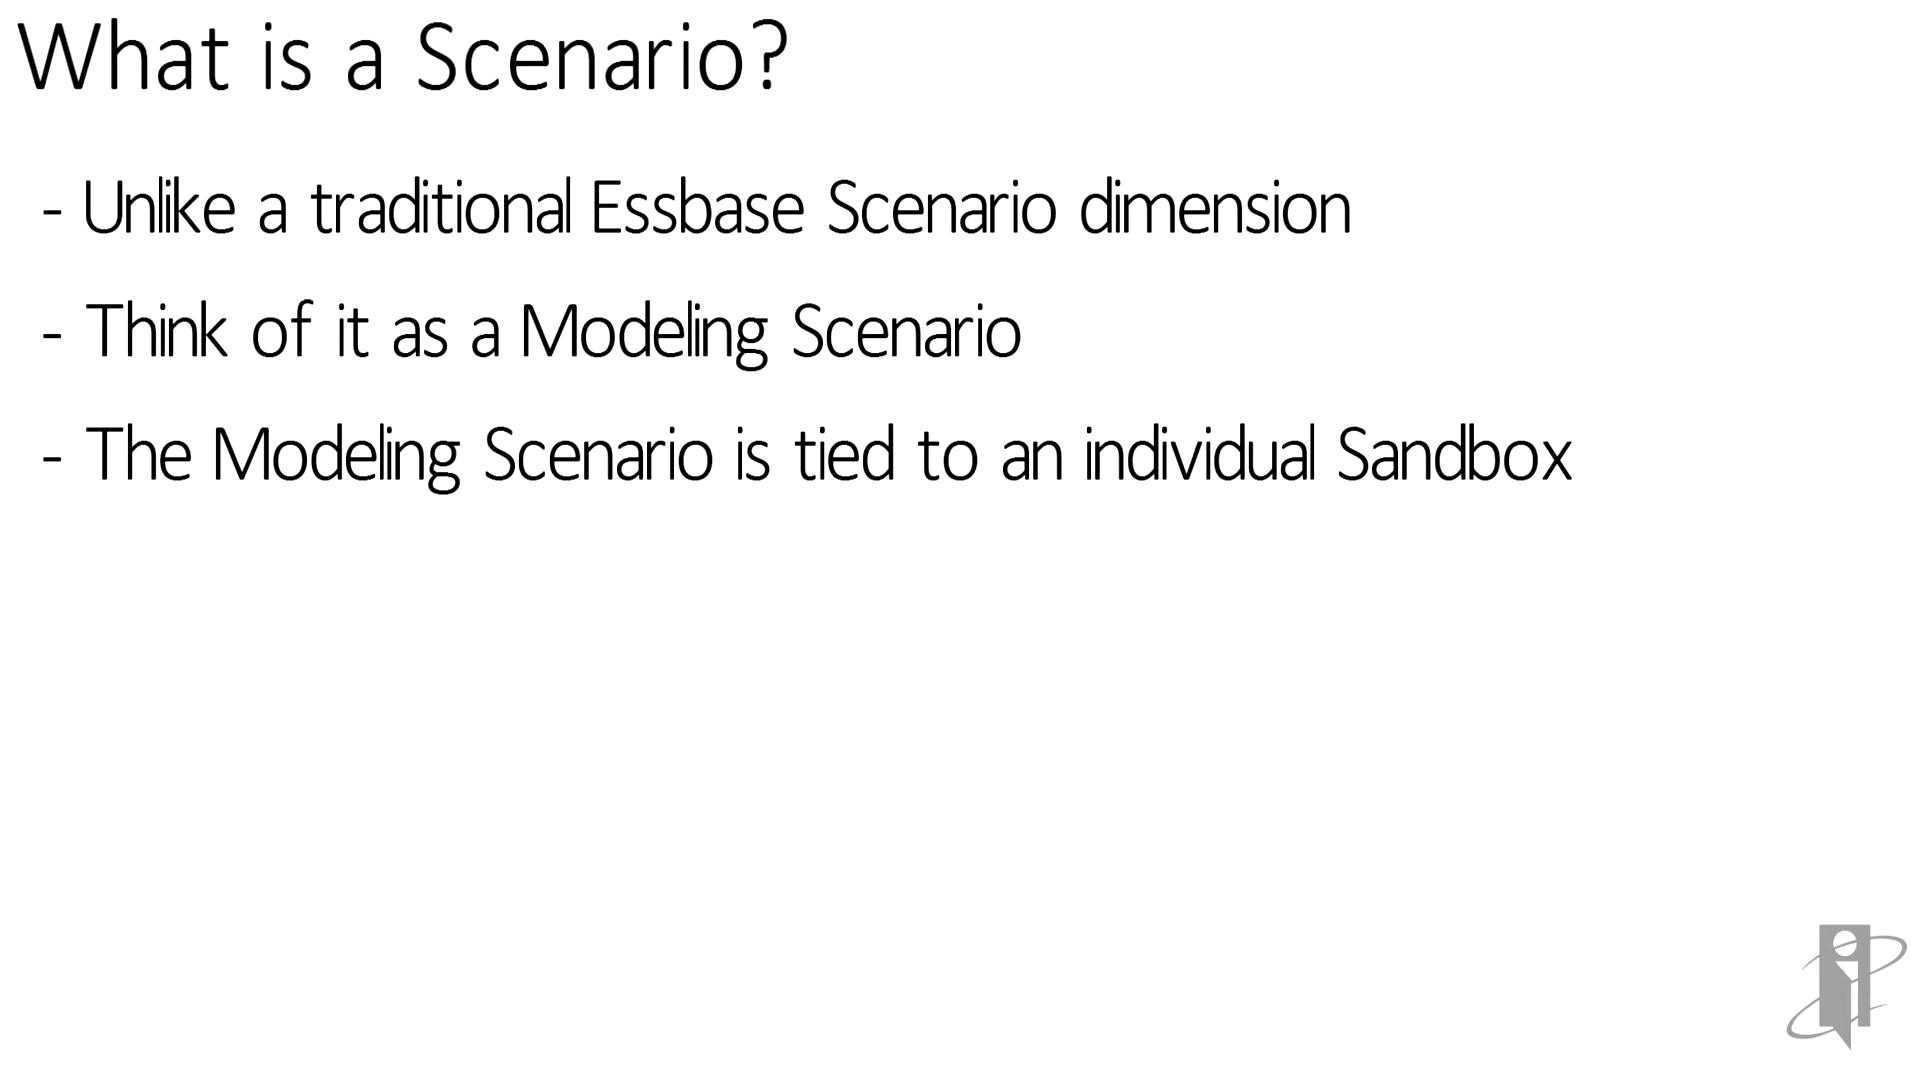 What is a Scenario?
- Unlike a traditional Essbase Scenario dimension
- Think of it as a Modeling Scenario
- The Modeling Scenario is tied to an individual Sandbox